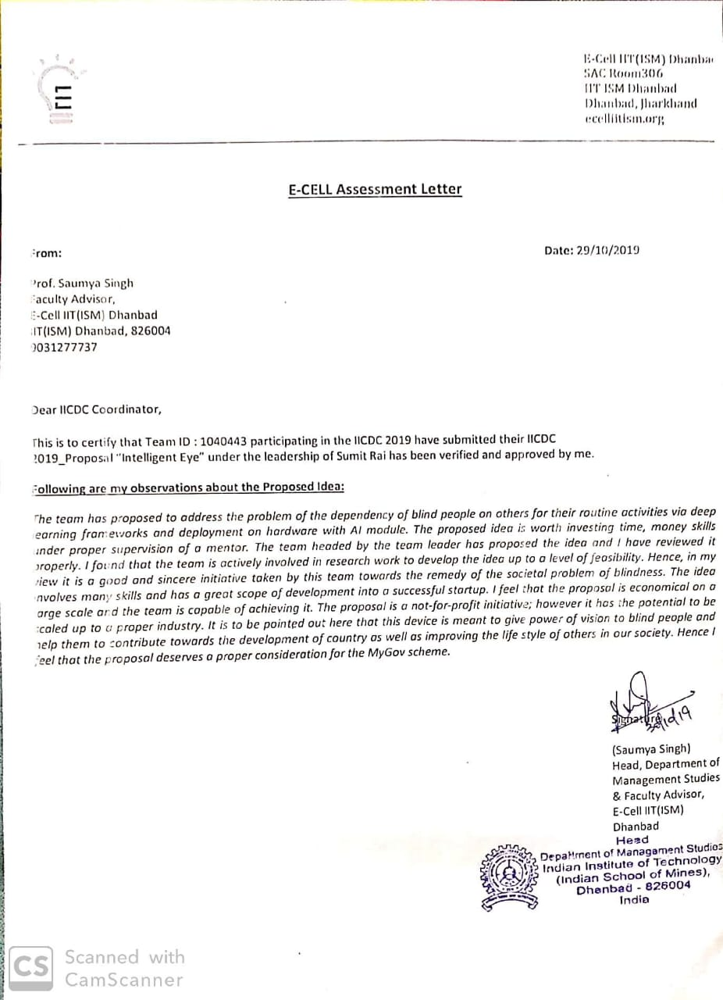 E-Cell IIT(ISM) Dhanba
SAC Room306
IIT ISM Dhanbad
Dhanbad, Jharkhand
ecelliitism.org
E-CELL Assessment Letter
From:
Date: 29/10/2019
Prof. Saumya Singh
Faculty Advisor,
E-Cell IIT(ISM) Dhanbad
IIT(ISM) Dhanbad, 826004
9031277737
Dear IICDC Coordinator,
This is to certify that Team ID : 1040443 participating in the IICDC 2019 have submitted their IICDC
2019_Proposal "Intelligent Eye" under the leadership of Sumit Rai has been verified and approved by me.
Following are my observations about the Proposed Idea:
The team has proposed to address the problem of the dependency of blind people on others for their routine activities via deep
learning frameworks and deployment on hardware with AI module. The proposed idea is worth investing time, money skills
under proper supervision of a mentor. The team headed by the team leader has proposed the idea and I have reviewed it
properly. I found that the team is actively involved in research work to develop the idea up to a level of feasibility. Hence, in my
view it is a good and sincere initiative taken by this team towards the remedy of the societal problem of blindness. The idea
involves many skills and has a great scope of development into a successful startup. I feel that the proposal is economical on a
large scale and the team is capable of achieving it. The proposal is a not-for-profit initiative; however it has the potential to be
scaled up to a proper industry. It is to be pointed out here that this device is meant to give power of vision to blind people and
help them to contribute towards the development of country as well as improving the life style of others in our society. Hence I
feel that the proposal deserves a proper consideration for the MyGov scheme.
Signature
(Saumya Singh)
Head, Department of
Management Studies
& Faculty Advisor,
E-Cell IIT(ISM)
Dhanbad
Head
Department of Management Studies
Indian Institute of Technology
(Indian School of Mines),
Dhanbad - 826004
India
CS Scanned with
CamScanner